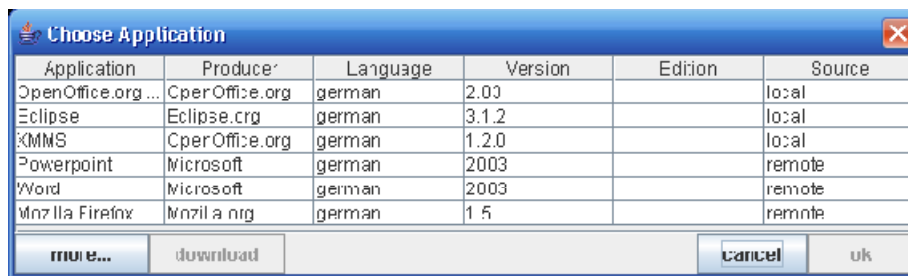 Choose Application
Application Producer Language Version Edition Source
OpenOffice.org ... OpenOffice.org german 2.00 local
Eclipse Eclipse.org german 3.1.2 local
XMMS OpenOffice.org german 1.2.0 local
Powerpoint Microsoft german 2003 remote
Word Microsoft german 2003 remote
Mozilla Firefox Mozilla.org german 1.5 remote
more... download cancel ok